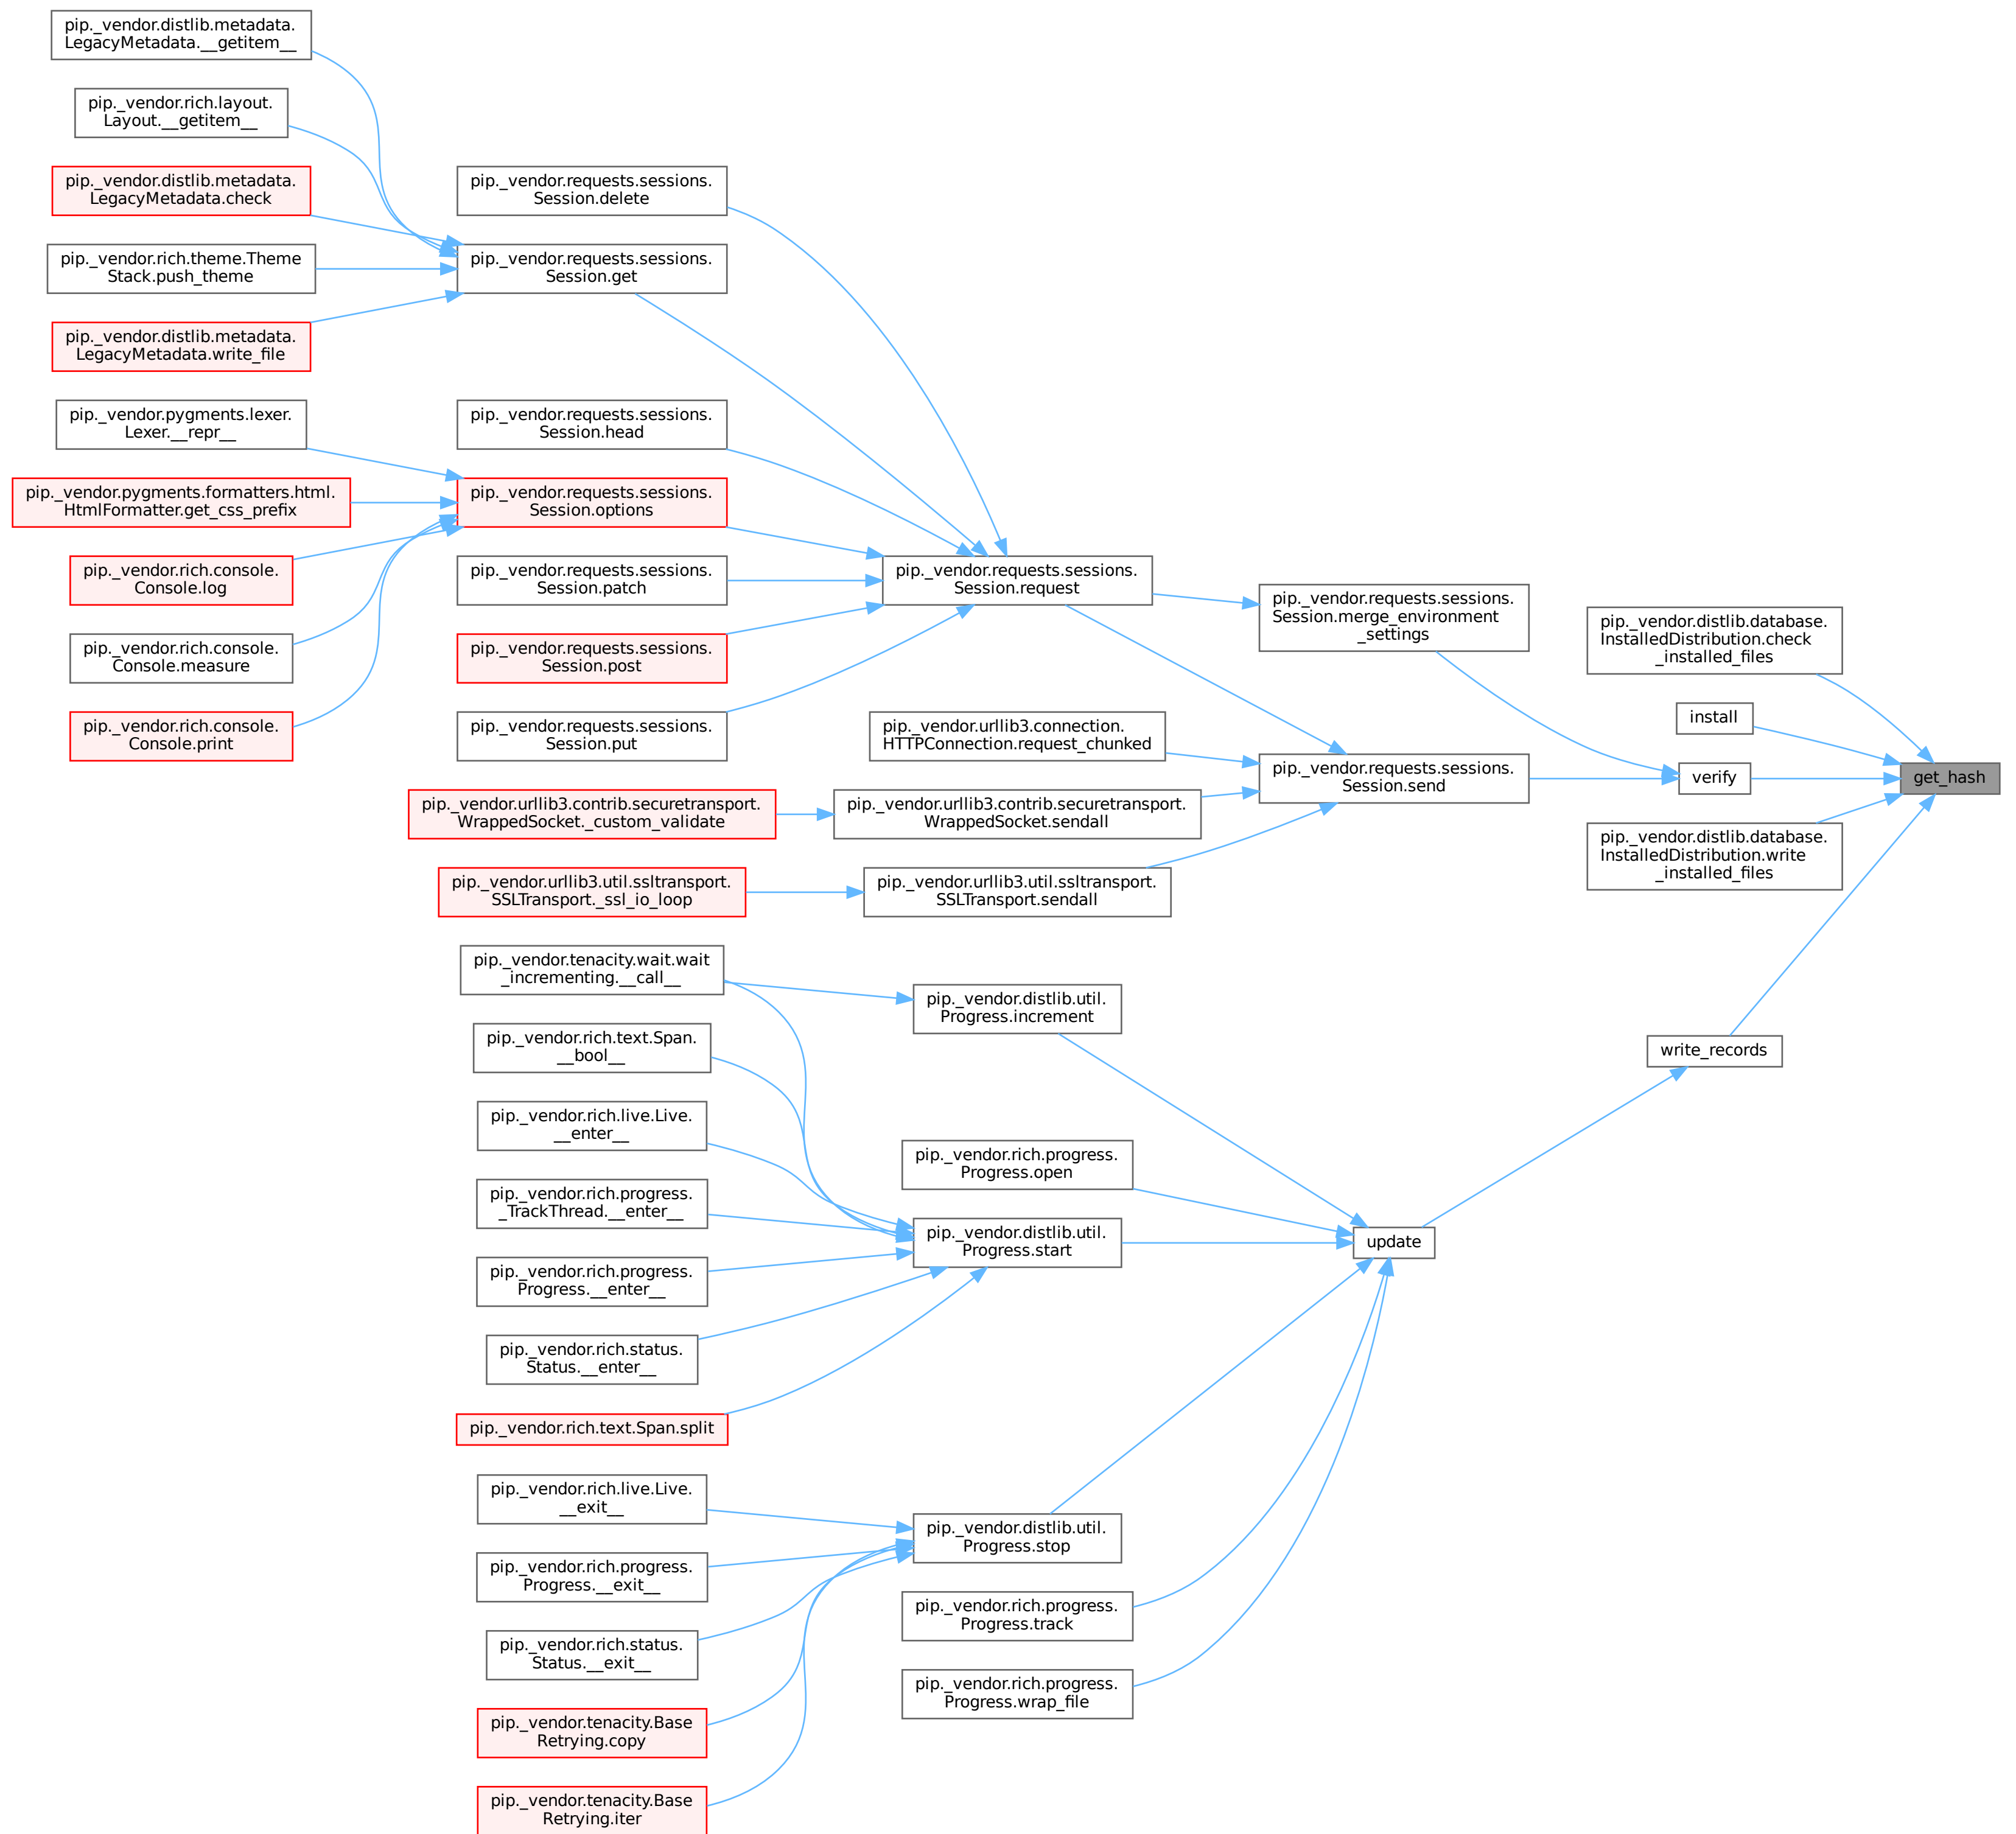 pip._vendor.distlib.metadata.
LegacyMetadata.__getitem__
pip._vendor.rich.layout.
Layout.__getitem__
pip._vendor.distlib.metadata.
LegacyMetadata.check
pip._vendor.rich.theme.Theme
Stack.push_theme
pip._vendor.distlib.metadata.
LegacyMetadata.write_file
pip._vendor.pygments.lexer.
Lexer.__repr__
pip._vendor.pygments.formatters.html.
HtmlFormatter.get_css_prefix
pip._vendor.rich.console.
Console.log
pip._vendor.rich.console.
Console.measure
pip._vendor.rich.console.
Console.print
pip._vendor.requests.sessions.
Session.delete
pip._vendor.requests.sessions.
Session.get
pip._vendor.requests.sessions.
Session.head
pip._vendor.requests.sessions.
Session.options
pip._vendor.requests.sessions.
Session.patch
pip._vendor.requests.sessions.
Session.post
pip._vendor.requests.sessions.
Session.put
pip._vendor.urllib3.contrib.securetransport.
WrappedSocket._custom_validate
pip._vendor.urllib3.util.ssltransport.
SSLTransport._ssl_io_loop
pip._vendor.tenacity.wait.wait
_incrementing.__call__
pip._vendor.rich.text.Span.
__bool__
pip._vendor.rich.live.Live.
__enter__
pip._vendor.rich.progress.
_TrackThread.__enter__
pip._vendor.rich.progress.
Progress.__enter__
pip._vendor.rich.status.
Status.__enter__
pip._vendor.rich.text.Span.split
pip._vendor.rich.live.Live.
__exit__
pip._vendor.rich.progress.
Progress.__exit__
pip._vendor.rich.status.
Status.__exit__
pip._vendor.tenacity.Base
Retrying.copy
pip._vendor.tenacity.Base
Retrying.iter
pip._vendor.requests.sessions.
Session.request
pip._vendor.urllib3.connection.
HTTPConnection.request_chunked
pip._vendor.urllib3.contrib.securetransport.
WrappedSocket.sendall
pip._vendor.urllib3.util.ssltransport.
SSLTransport.sendall
pip._vendor.distlib.util.
Progress.increment
pip._vendor.rich.progress.
Progress.open
pip._vendor.distlib.util.
Progress.start
pip._vendor.distlib.util.
Progress.stop
pip._vendor.rich.progress.
Progress.track
pip._vendor.rich.progress.
Progress.wrap_file
pip._vendor.requests.sessions.
Session.merge_environment
_settings
pip._vendor.requests.sessions.
Session.send
update
pip._vendor.distlib.database.
InstalledDistribution.check
_installed_files
install
verify
pip._vendor.distlib.database.
InstalledDistribution.write
_installed_files
write_records
get_hash